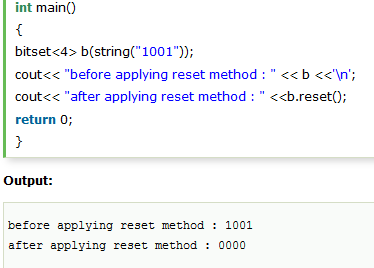 int main()
{
bitset<4> b(string("1001"));
cout<< "before applying reset method : " << b <<'\n';
cout<< "after applying reset method : " <<b.reset();
return 0;
}
Output:
before applying reset method : 1001
after applying reset method : 0000